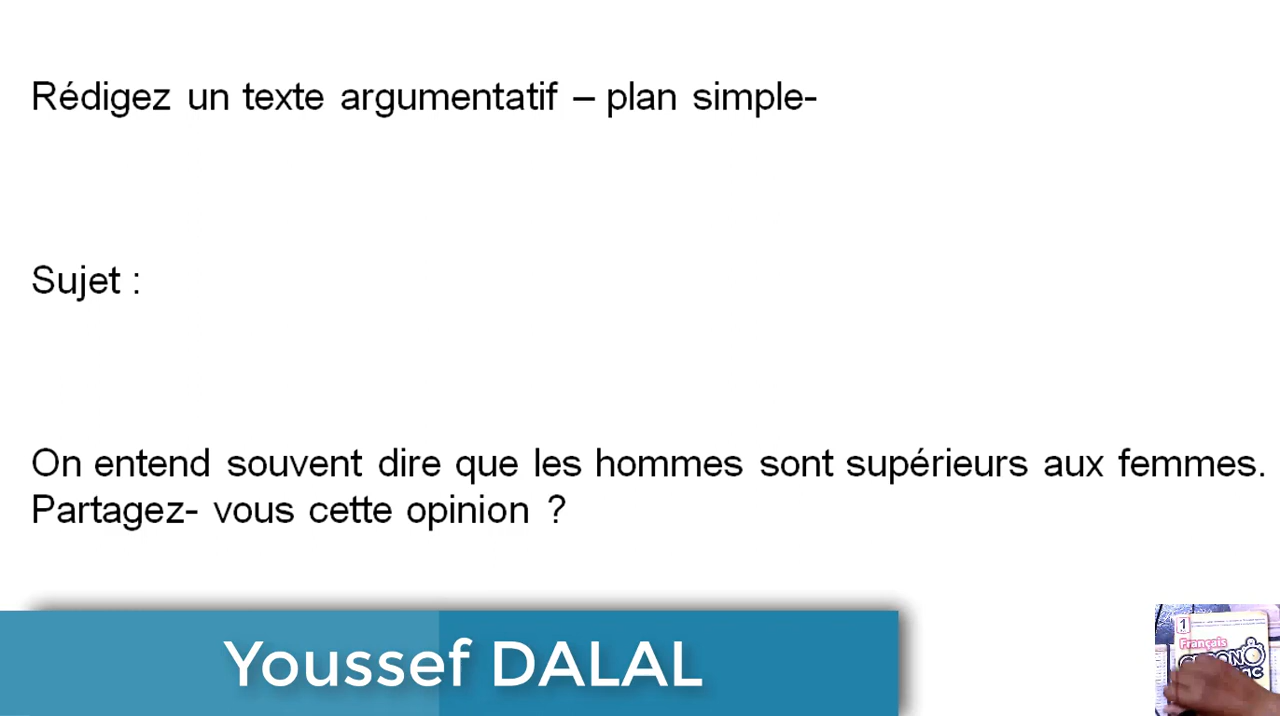 Rédigez un texte argumentatif – plan simple-
Sujet :
On entend souvent dire que les hommes sont supérieurs aux femmes.
Partagez- vous cette opinion ?
Youssef DALAL
1
Français